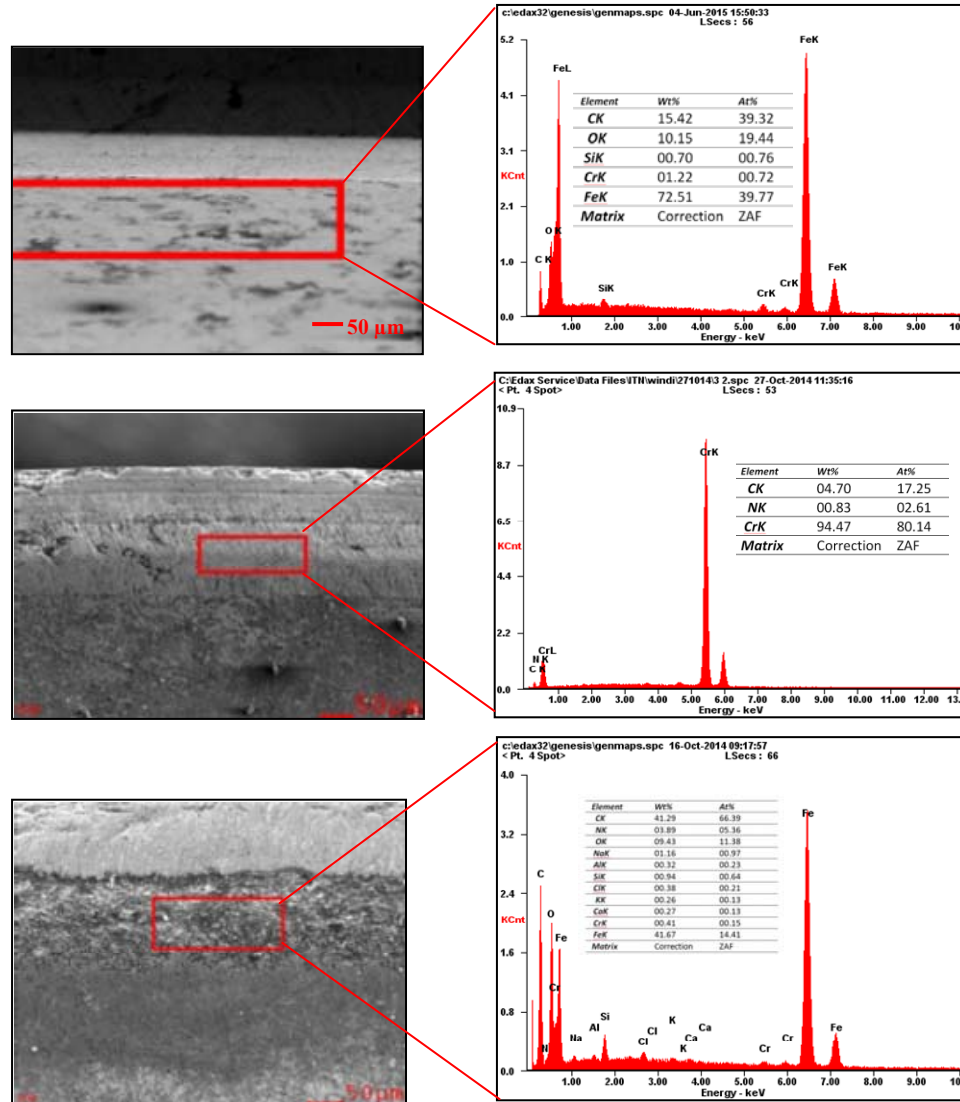 c:\edax32\genesis\genmaps.spc 04-Jun-2015 15:50:33
LSecs : 56
5.2
4.1
3.1
KCnt
2.1
1.0
0.0
FeL
O K
C K
SiK
CrK
CrK
FeK
FeK
Element Wt% At%
CK 15.42 39.32
OK 10.15 19.44
SiK 00.70 00.76
CrK 01.22 00.72
FeK 72.51 39.77
Matrix Correction ZAF
1.00 2.00 3.00 4.00 5.00 6.00 7.00 8.00 9.00 10
Energy - keV
50 µm
C:\Edax Service\Data Files\ITN\windi\271014\3 2.spc 27-Oct-2014 11:35:16
< Pt. 4 Spot> LSecs : 53
10.9
8.7
6.5
KCnt
4.4
2.2
0.0
CrK
CrL
N K
C K
Element Wt% At%
CK 04.70 17.25
NK 00.83 02.61
CrK 94.47 80.14
Matrix Correction ZAF
1.00 2.00 3.00 4.00 5.00 6.00 7.00 8.00 9.00 10.00 11.00 12.00 13.0
Energy - keV
50µm
c:\edax32\genesis\genmaps.spc 16-Oct-2014 09:17:57
< Pt. 4 Spot> LSecs : 66
4.0
3.2
2.4
KCnt
1.6
0.8
0.0
C
O
Fe
Cr
N
Na
Al
Si
Cl
Cl
K
K
Ca
Ca
Cr
Cr
Fe
Fe
Element Wt% At%
CK 41.29 66.39
NK 03.89 05.36
OK 09.43 11.38
NaK 01.16 00.97
AlK 00.32 00.23
SiK 00.94 00.64
ClK 00.38 00.21
KK 00.26 00.13
CaK 00.27 00.13
CrK 00.41 00.15
FeK 41.67 14.41
Matrix Correction ZAF
1.00 2.00 3.00 4.00 5.00 6.00 7.00 8.00 9.00 10
Energy - keV
50µm